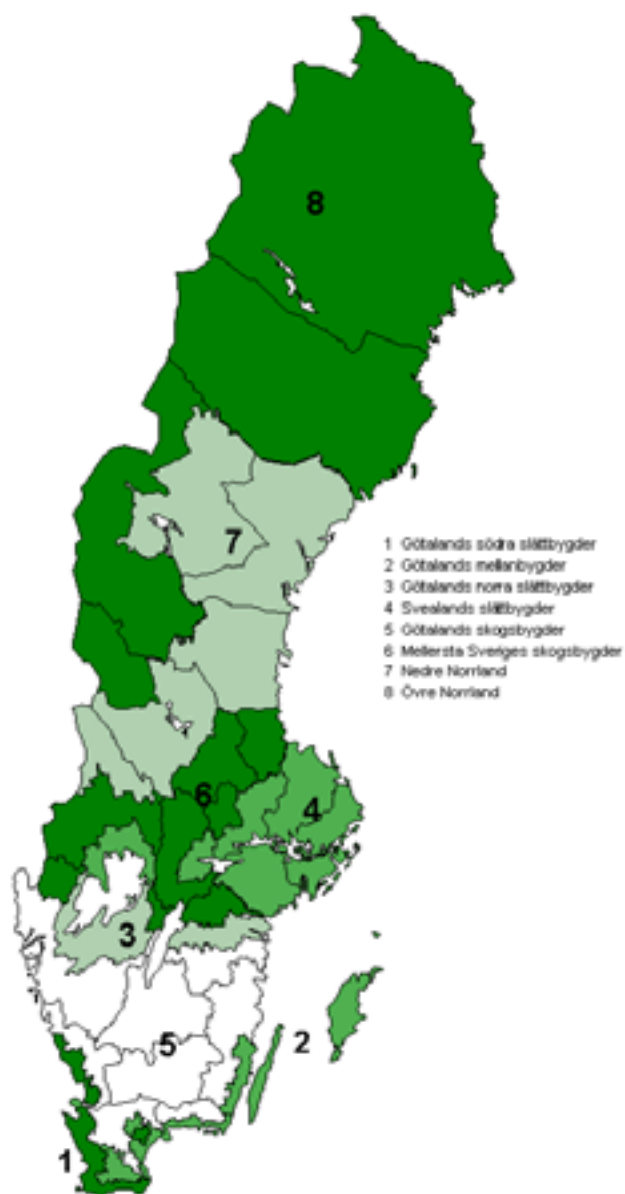 8
7
1 Götalands södra slättbygder
2 Götalands mellanbygder
3 Götalands norra slättbygder
4 Svealands slättbygder
5 Götalands skogsbygder
6 Mellersta Sveriges skogsbygder
7 Nedre Norrland
8 Övre Norrland
6
4
3
2
5
1